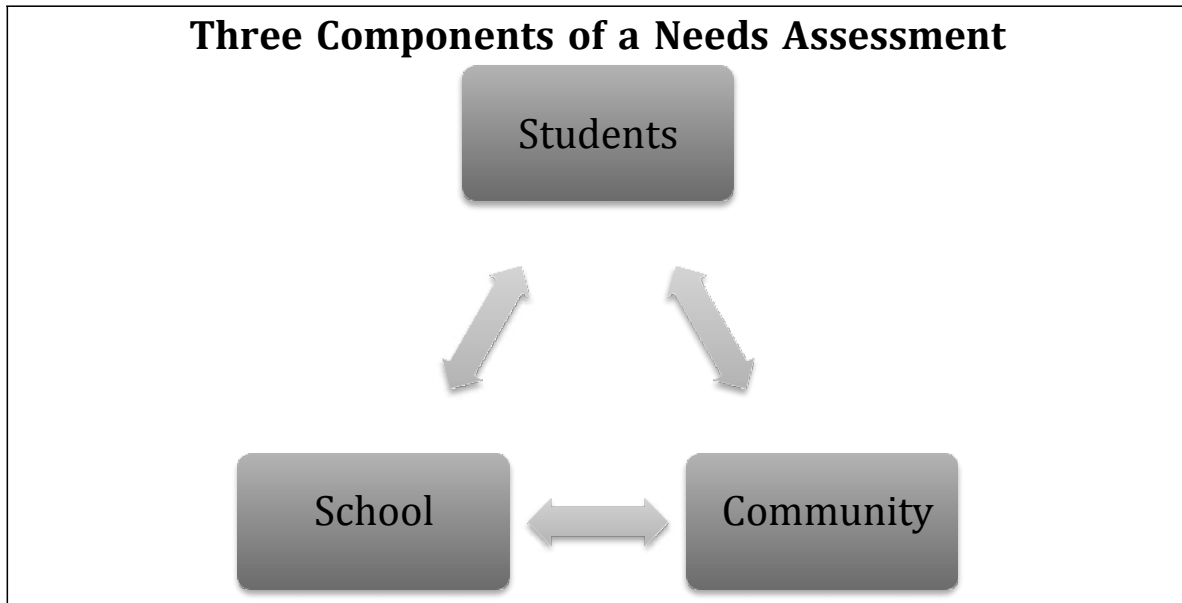 Three Components of a Needs Assessment
Students
School
Community